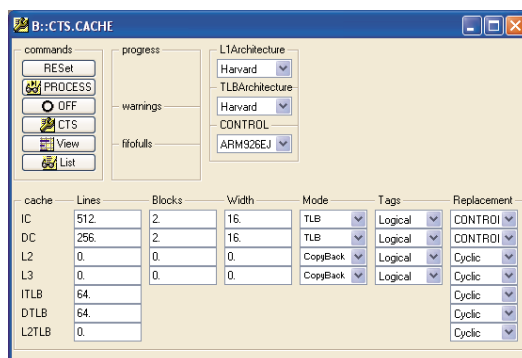 B::CTS.CACHE
commands progress L1Architecture
RESet Harvard
PROCESS TLBArchitecture
OFF warnings Harvard
CTS CONTROL
View fifofulls ARM926EJ
List
cache Lines Blocks Width Mode Tags Replacement
IC 512. 2. 16. TLB Logical CONTROL
DC 256. 2. 16. TLB Logical CONTROL
L2 0. 0. 0. CopyBack Logical Cyclic
L3 0. 0. 0. CopyBack Logical Cyclic
ITLB 64. Cyclic
DTLB 64. Cyclic
L2TLB 0. Cyclic